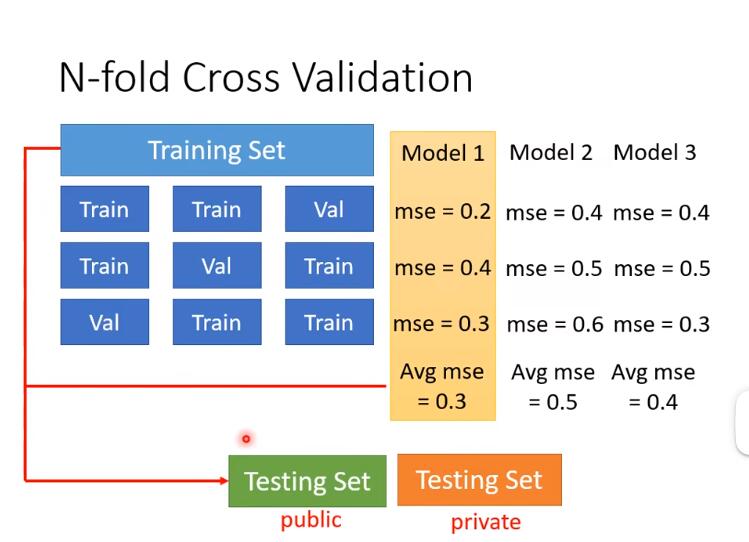 N-fold Cross Validation
Training Set
Model 1 Model 2 Model 3
Train Train Val mse = 0.2 mse = 0.4 mse = 0.4
Train Val Train mse = 0.4 mse = 0.5 mse = 0.5
Val Train Train mse = 0.3 mse = 0.6 mse = 0.3
Avg mse Avg mse Avg mse
= 0.3 = 0.5 = 0.4
Testing Set Testing Set
public private